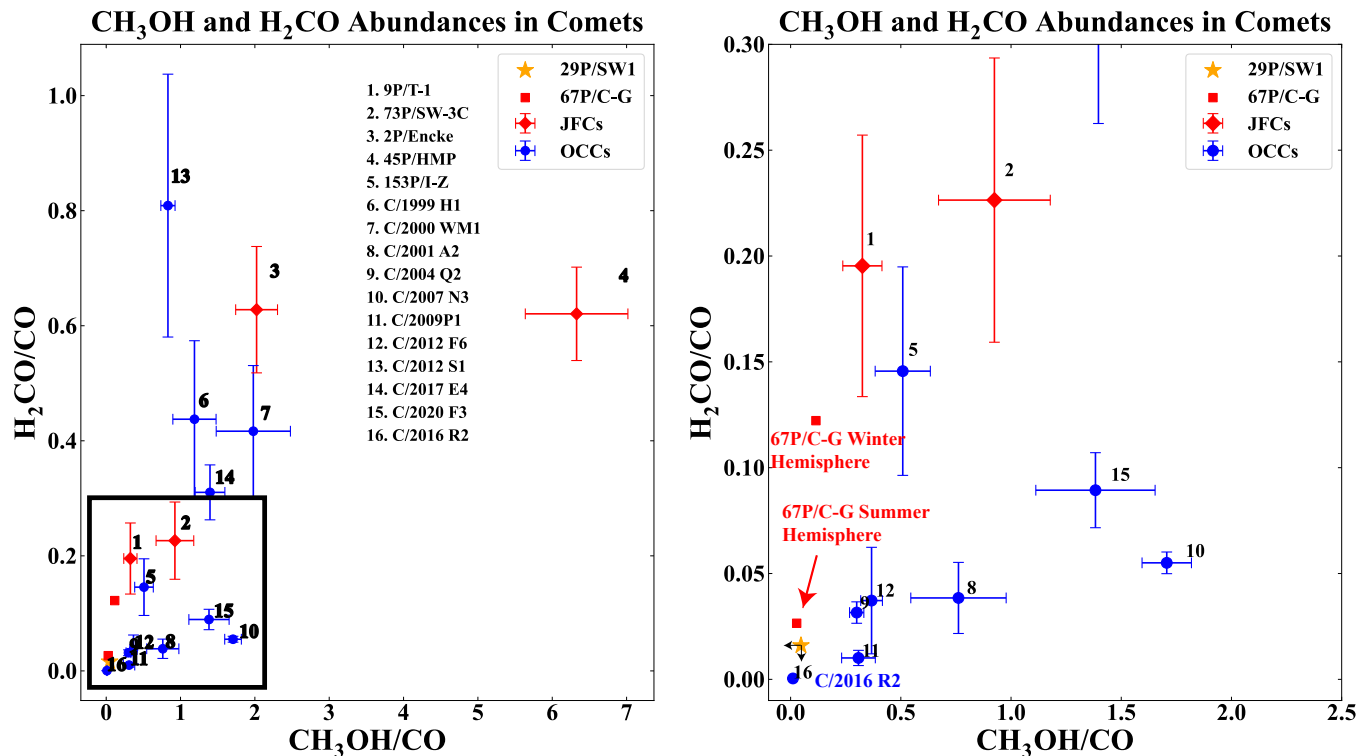 CH₃OH and H₂CO Abundances in Comets
29P/SW1
67P/C-G
JFCs
OCCs
1. 9P/T-1
2. 73P/SW-3C
3. 2P/Encke
4. 45P/HMP
5. 153P/I-Z
6. C/1999 H1
7. C/2000 WM1
8. C/2001 A2
9. C/2004 Q2
10. C/2007 N3
11. C/2009P1
12. C/2012 F6
13. C/2012 S1
14. C/2017 E4
15. C/2020 F3
16. C/2016 R2
H₂CO/CO
1.0
0.8
0.6
0.4
0.2
0.0
13
3
4
6
7
14
2
1
5
15
10
9
12
8
11
16
0
1
2
3
4
5
6
7
CH₃OH/CO
CH₃OH and H₂CO Abundances in Comets
29P/SW1
67P/C-G
JFCs
OCCs
H₂CO/CO
0.30
0.25
0.20
0.15
0.10
0.05
0.00
2
1
5
67P/C-G Winter
Hemisphere
15
67P/C-G Summer
Hemisphere
10
9
12
8
11
16
C/2016 R2
0.0
0.5
1.0
1.5
2.0
2.5
CH₃OH/CO